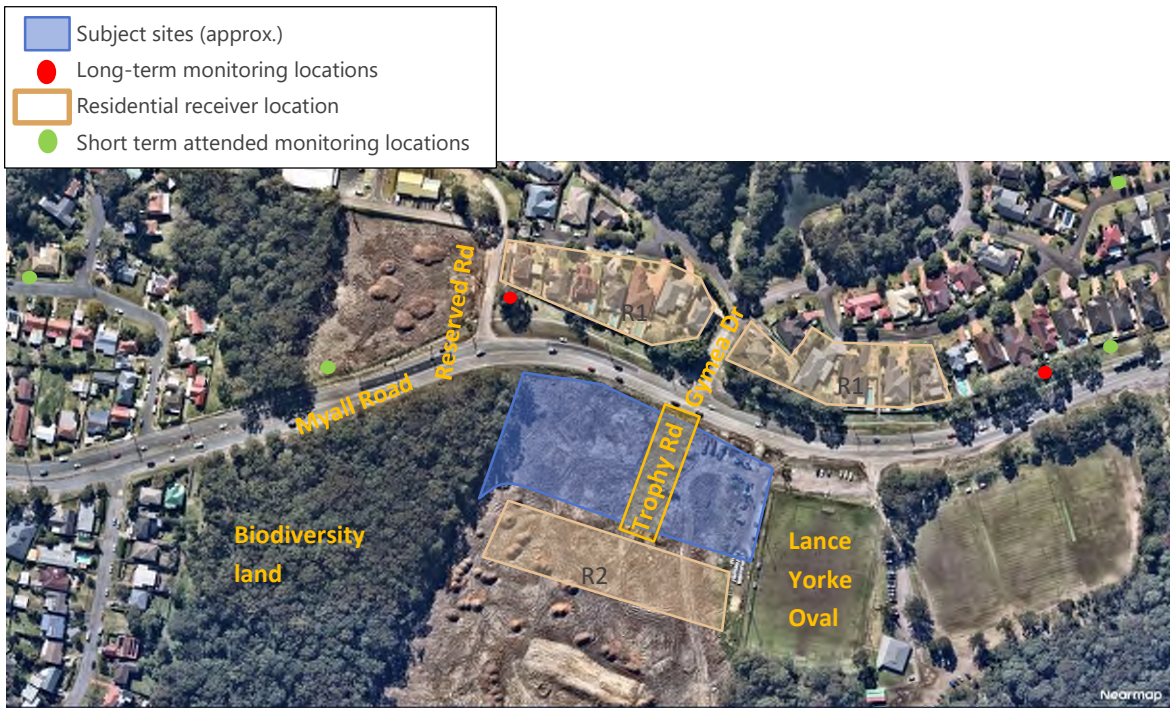 Subject sites (approx.)
Long-term monitoring locations
Residential receiver location
Short term attended monitoring locations
Reserved Rd
R1
Gymea Dr
R1
Myall Road
Trophy Rd
Biodiversity
land
R2
Lance
Yorke
Oval
Nearmap